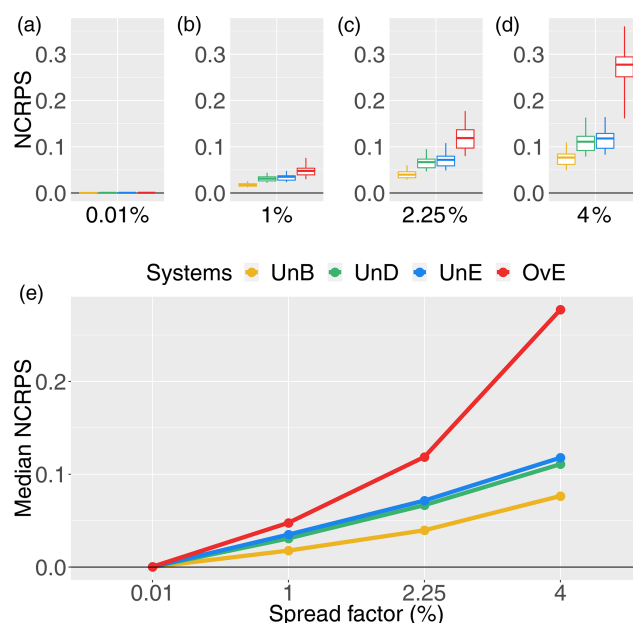 (a) (b) (c) (d)
NCRPS
0.3 0.3 0.3 0.3
0.2 0.2 0.2 0.2
0.1 0.1 0.1 0.1
0.0 0.0 0.0 0.0
0.01% 1% 2.25% 4%
Systems UnB UnD UnE OvE
(e)
Median NCRPS
0.2
0.1
0.0
0.01 1 2.25 4
Spread factor (%)